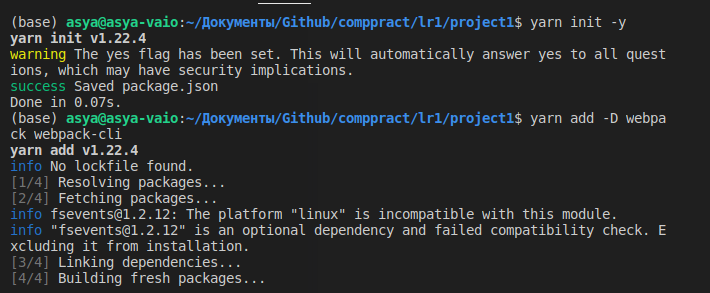 (base) asya@asya-vaio:~/Документы/Github/comppract/lr1/project1$ yarn init -y
yarn init v1.22.4
warning The yes flag has been set. This will automatically answer yes to all quest
ions, which may have security implications.
success Saved package.json
Done in 0.07s.
(base) asya@asya-vaio:~/Документы/Github/comppract/lr1/project1$ yarn add -D webpa
ck webpack-cli
yarn add v1.22.4
info No lockfile found.
[1/4] Resolving packages...
[2/4] Fetching packages...
info fsevents@1.2.12: The platform "linux" is incompatible with this module.
info "fsevents@1.2.12" is an optional dependency and failed compatibility check. E
xcluding it from installation.
[3/4] Linking dependencies...
[4/4] Building fresh packages...